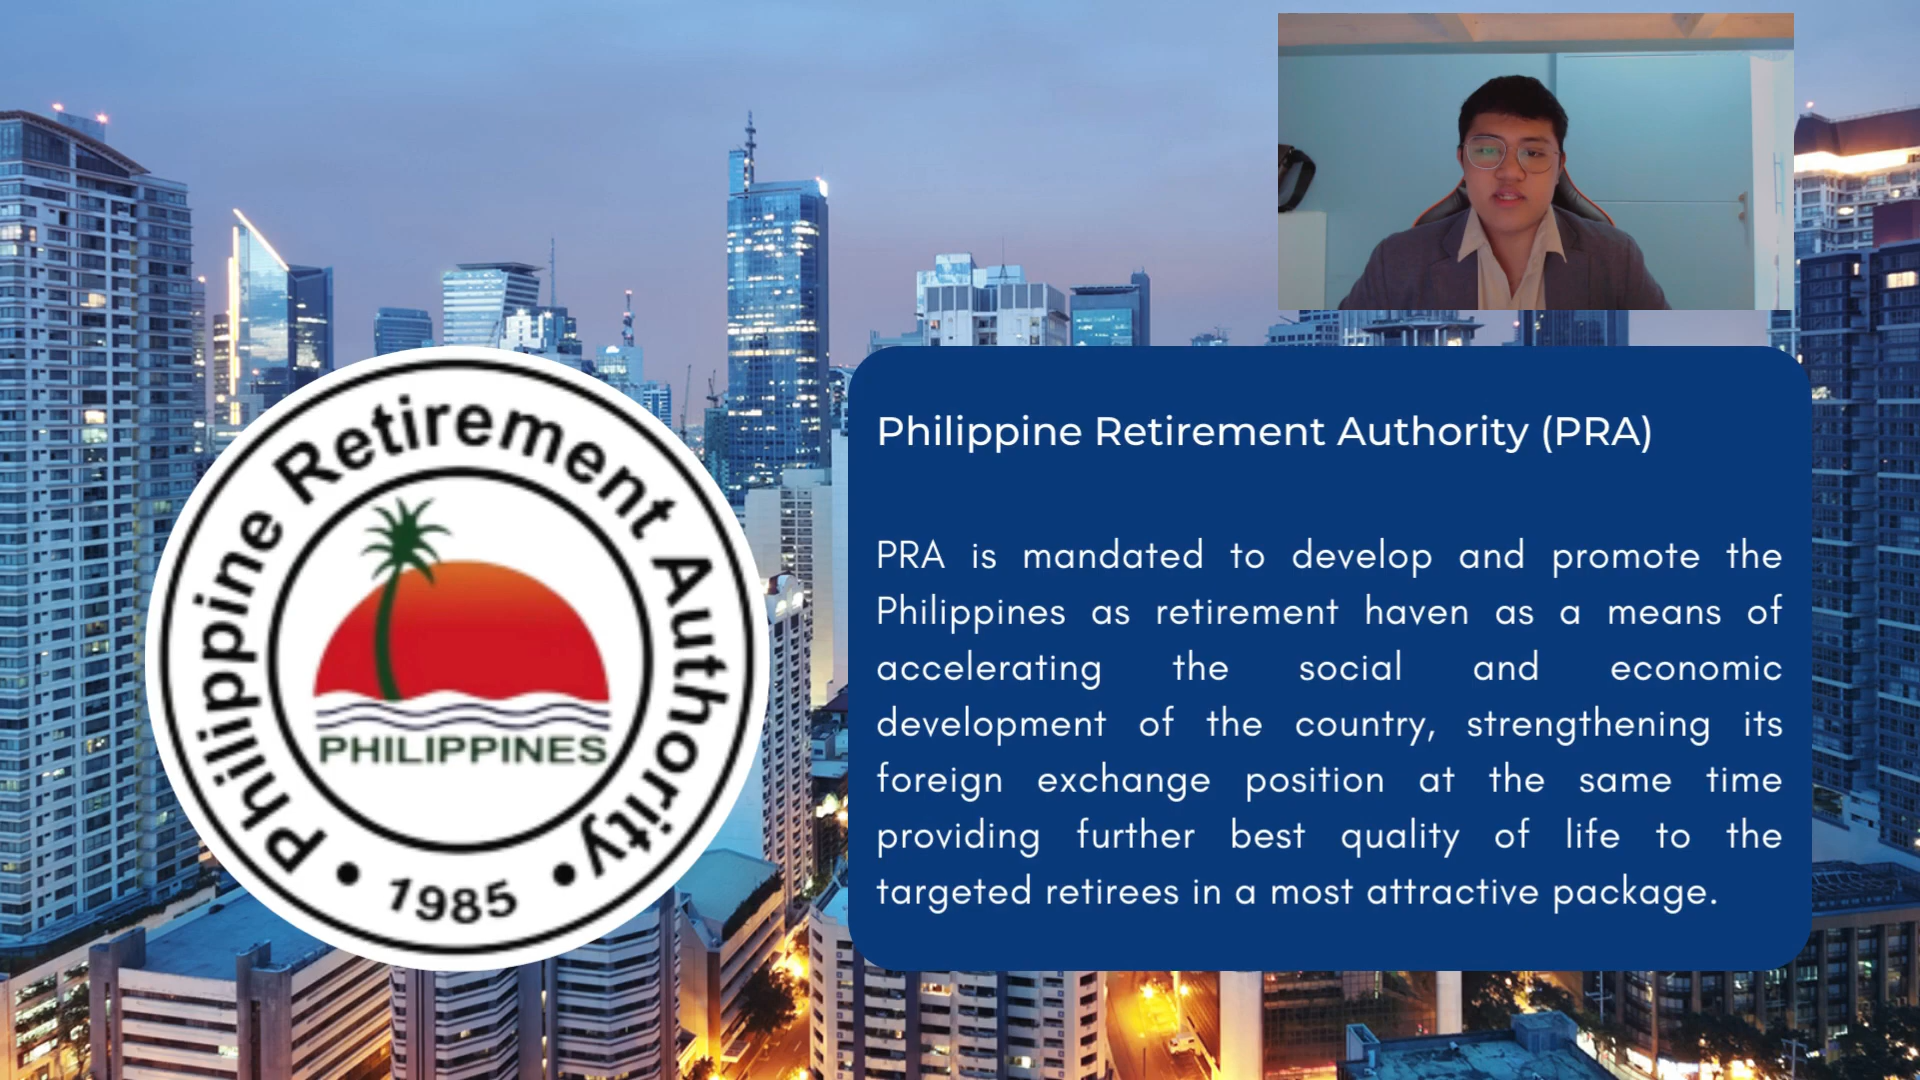 Philippine Retirement Authority
PHILIPPINES
• 1985 •
Philippine Retirement Authority (PRA)
PRA is mandated to develop and promote the
Philippines as retirement haven as a means of
accelerating the social and economic
development of the country, strengthening its
foreign exchange position at the same time
providing further best quality of life to the
targeted retirees in a most attractive package.